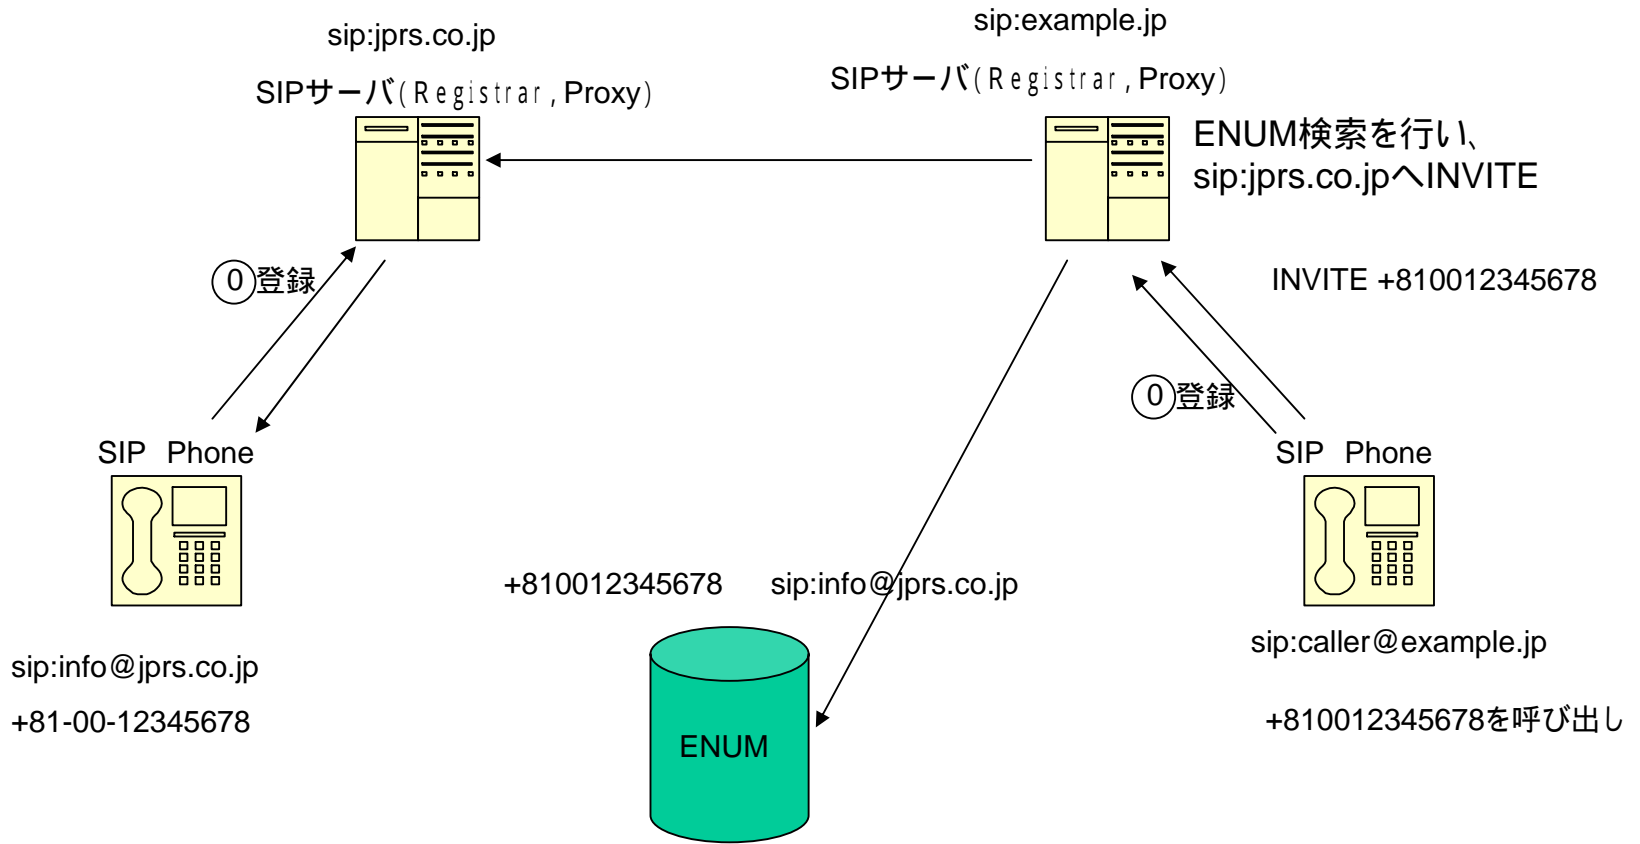 sip:jprs.co.jp
SIPサーバ(Registrar,Proxy)
sip:example.jp
SIPサーバ(Registrar,Proxy)
ENUM検索を行い、
sip:jprs.co.jpへINVITE
0登録
INVITE +810012345678
0登録
SIP Phone
SIP Phone
+810012345678 sip:info@jprs.co.jp
sip:info@jprs.co.jp
+81-00-12345678
ENUM
sip:caller@example.jp
+810012345678を呼び出し